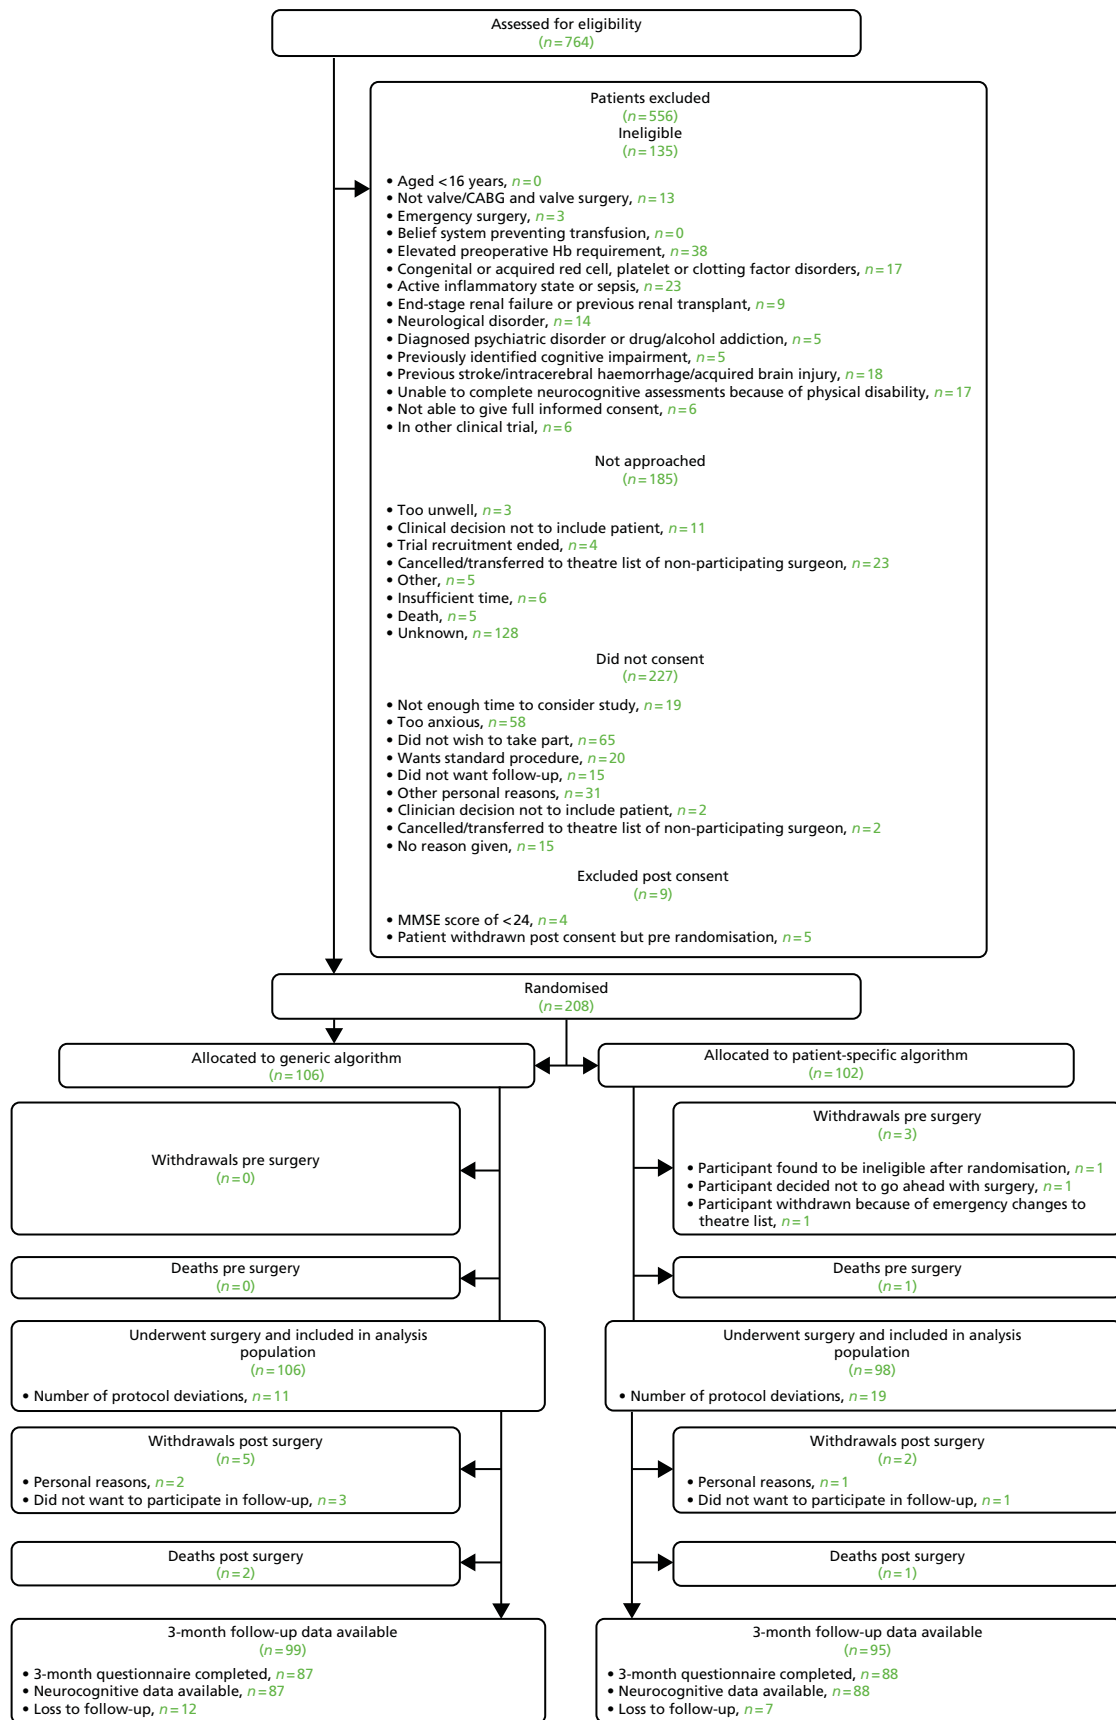 Assessed for eligibility
(n=764)
Patients excluded
(n=556)
Ineligible
(n=135)
• Aged <16 years, n=0
• Not valve/CABG and valve surgery, n=13
• Emergency surgery, n=3
• Belief system preventing transfusion, n=0
• Elevated preoperative Hb requirement, n=38
• Congenital or acquired red cell, platelet or clotting factor disorders, n=17
• Active inflammatory state or sepsis, n=23
• End-stage renal failure or previous renal transplant, n=9
• Neurological disorder, n=14
• Diagnosed psychiatric disorder or drug/alcohol addiction, n=5
• Previously identified cognitive impairment, n=5
• Previous stroke/intracerebral haemorrhage/acquired brain injury, n=18
• Unable to complete neurocognitive assessments because of physical disability, n=17
• Not able to give full informed consent, n=6
• In other clinical trial, n=6
Not approached
(n=185)
• Too unwell, n=3
• Clinical decision not to include patient, n=11
• Trial recruitment ended, n=4
• Cancelled/transferred to theatre list of non-participating surgeon, n=23
• Other, n=5
• Insufficient time, n=6
• Death, n=5
• Unknown, n=128
Did not consent
(n=227)
• Not enough time to consider study, n=19
• Too anxious, n=58
• Did not wish to take part, n=65
• Wants standard procedure, n=20
• Did not want follow-up, n=15
• Other personal reasons, n=31
• Clinician decision not to include patient, n=2
• Cancelled/transferred to theatre list of non-participating surgeon, n=2
• No reason given, n=15
Excluded post consent
(n=9)
• MMSE score of <24, n=4
• Patient withdrawn post consent but pre randomisation, n=5
Randomised
(n=208)
Allocated to generic algorithm
(n=106)
Allocated to patient-specific algorithm
(n=102)
Withdrawals pre surgery
(n=0)
Withdrawals pre surgery
(n=3)
• Participant found to be ineligible after randomisation, n=1
• Participant decided not to go ahead with surgery, n=1
• Participant withdrawn because of emergency changes to
theatre list, n=1
Deaths pre surgery
(n=0)
Deaths pre surgery
(n=1)
Underwent surgery and included in analysis
population
(n=106)
• Number of protocol deviations, n=11
Underwent surgery and included in analysis
population
(n=98)
• Number of protocol deviations, n=19
Withdrawals post surgery
(n=5)
• Personal reasons, n=2
• Did not want to participate in follow-up, n=3
Withdrawals post surgery
(n=2)
• Personal reasons, n=1
• Did not want to participate in follow-up, n=1
Deaths post surgery
(n=2)
Deaths post surgery
(n=1)
3-month follow-up data available
(n=99)
• 3-month questionnaire completed, n=87
• Neurocognitive data available, n=87
• Loss to follow-up, n=12
3-month follow-up data available
(n=95)
• 3-month questionnaire completed, n=88
• Neurocognitive data available, n=88
• Loss to follow-up, n=7